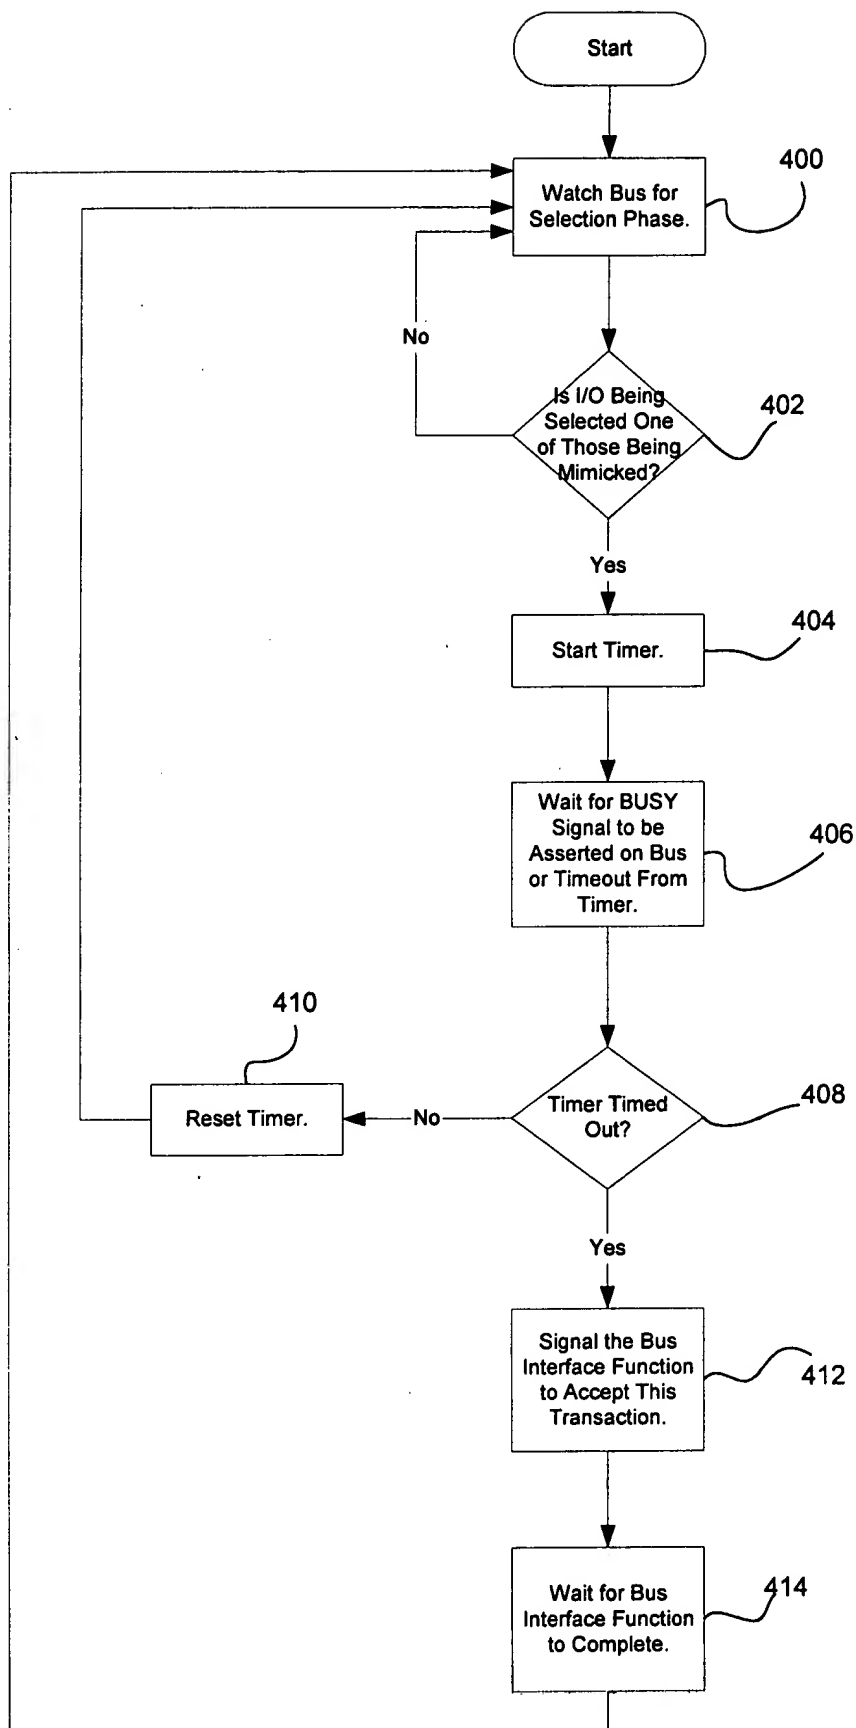 Start
400
Watch Bus for
Selection Phase.
No
402
Is I/O Being
Selected One
of Those Being
Mimicked?
Yes
404
Start Timer.
Wait for BUSY
Signal to be
Asserted on Bus
or Timeout From
Timer.
406
410
Reset Timer.
No
Timer Timed
Out?
408
Yes
Signal the Bus
Interface Function
to Accept This
Transaction.
412
Wait for Bus
Interface Function
to Complete.
414